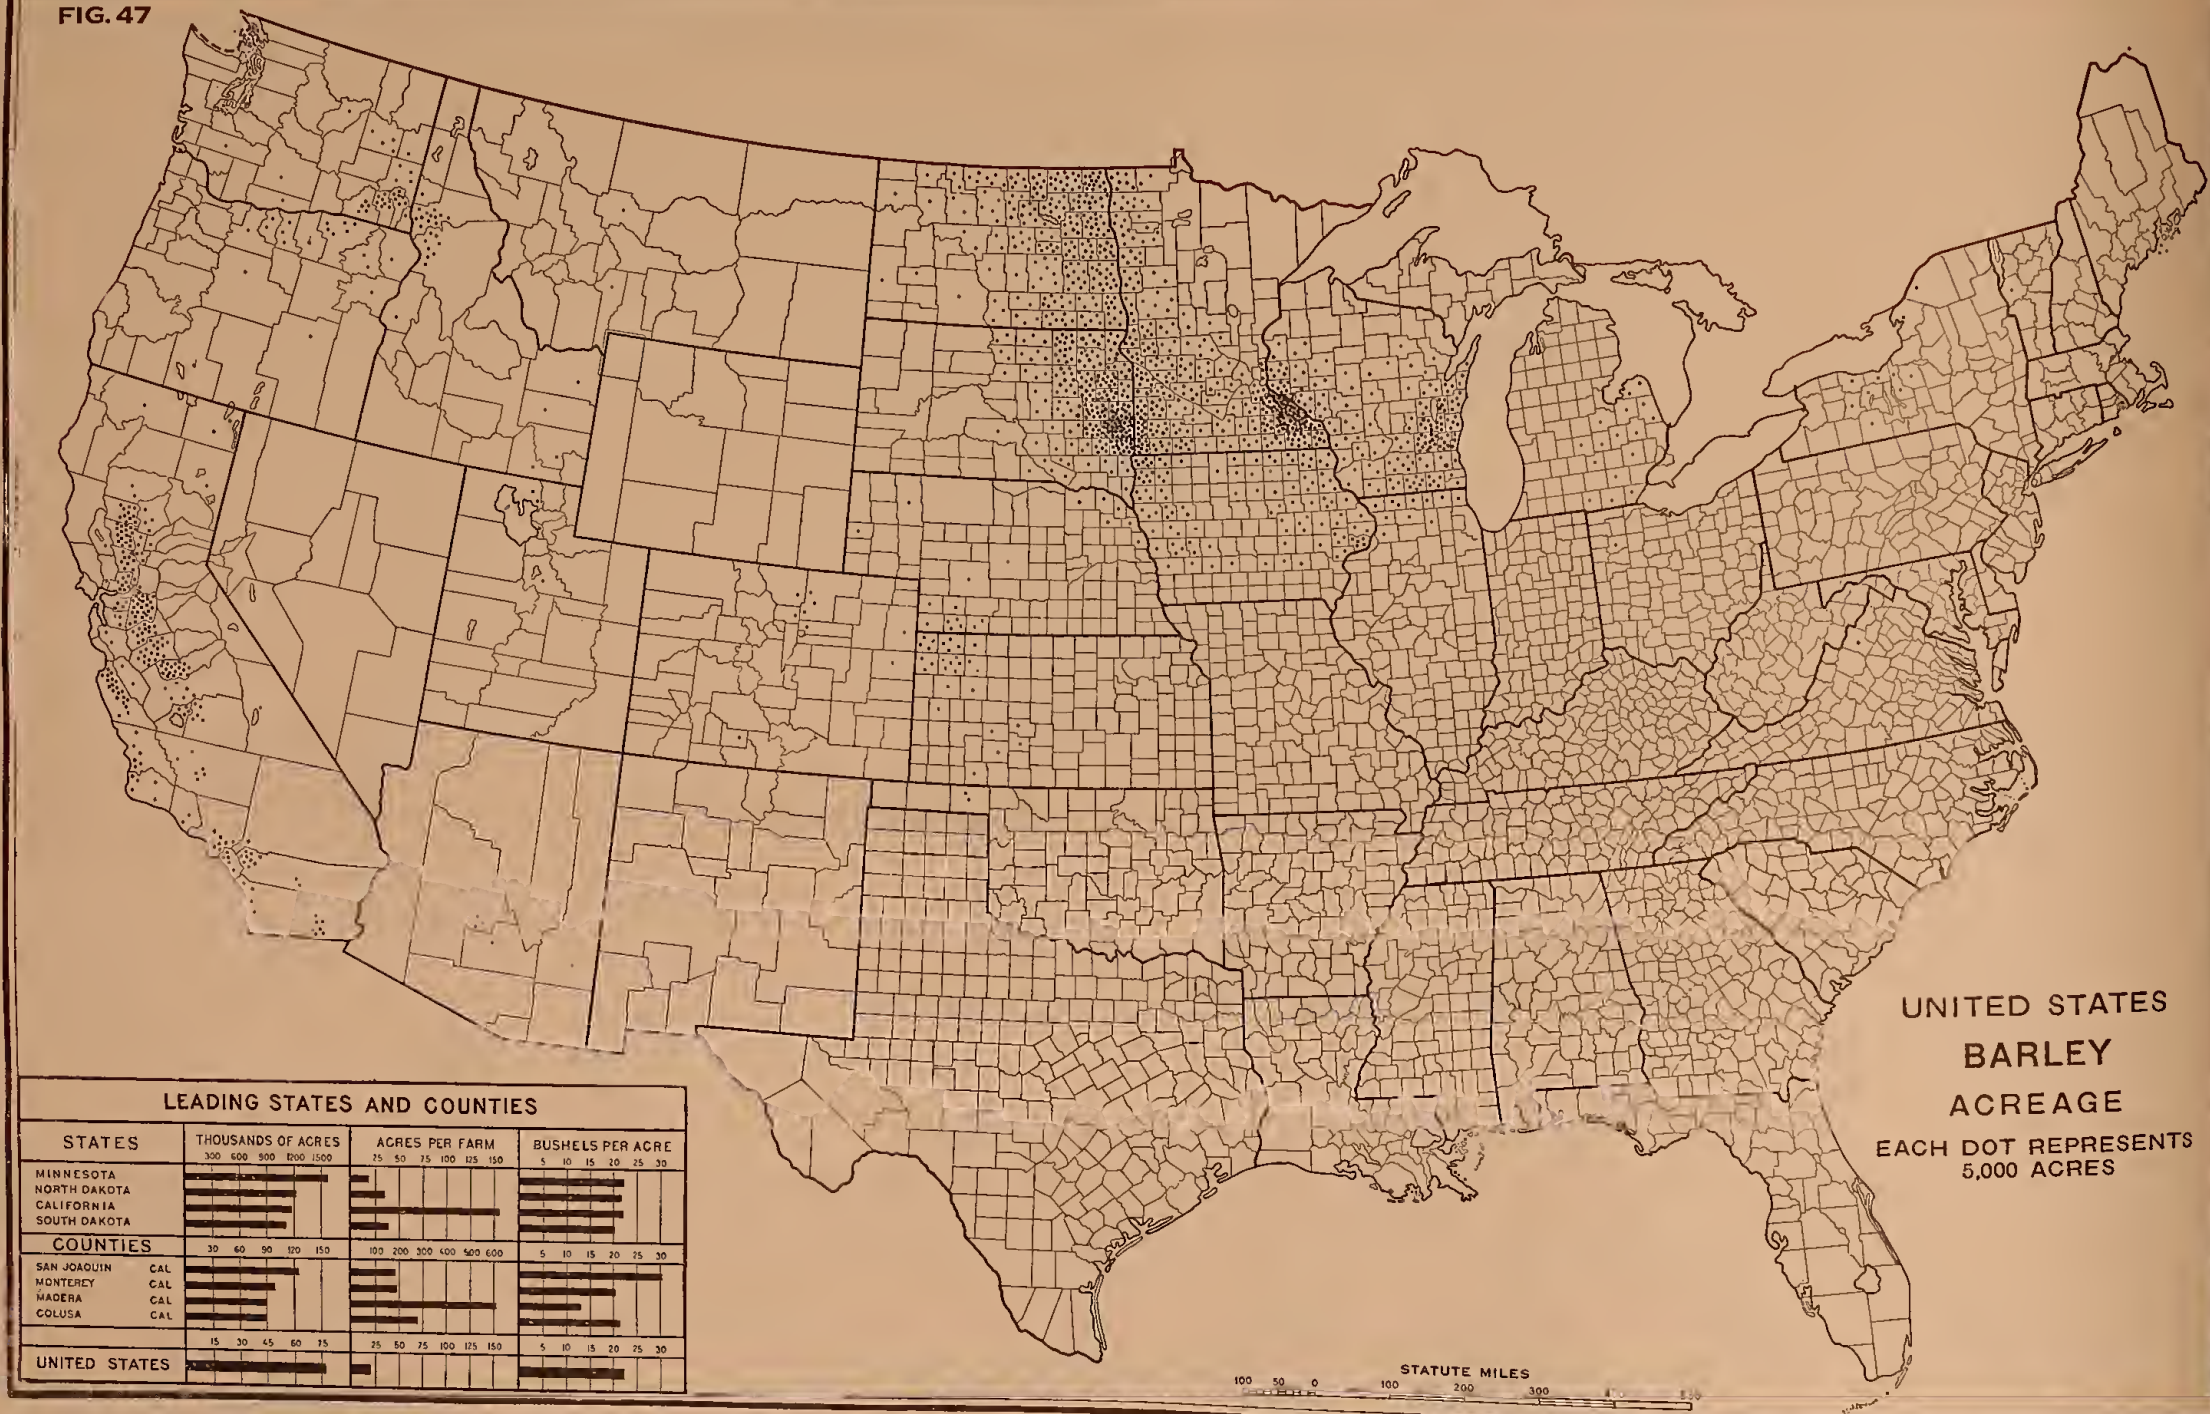 FIG. 47
UNITED STATES
BARLEY
ACREAGE
EACH DOT REPRESENTS
5,000 ACRES
LEADING STATES AND COUNTIES
STATES THOUSANDS OF ACRES ACRES PER FARM BUSHELS PER ACRE
300 600 900 1200 1500 25 50 75 100 125 150 5 10 15 20 25 30
MINNESOTA
NORTH DAKOTA
CALIFORNIA
SOUTH DAKOTA
COUNTIES 30 60 90 120 150 100 200 300 400 500 600 5 10 15 20 25 30
SAN JOAQUIN CAL
MONTEREY CAL
MADERA CAL
COLUSA CAL
15 30 45 60 75 25 50 75 100 125 150 5 10 15 20 25 30
UNITED STATES
STATUTE MILES
100 50 0 100 200 300